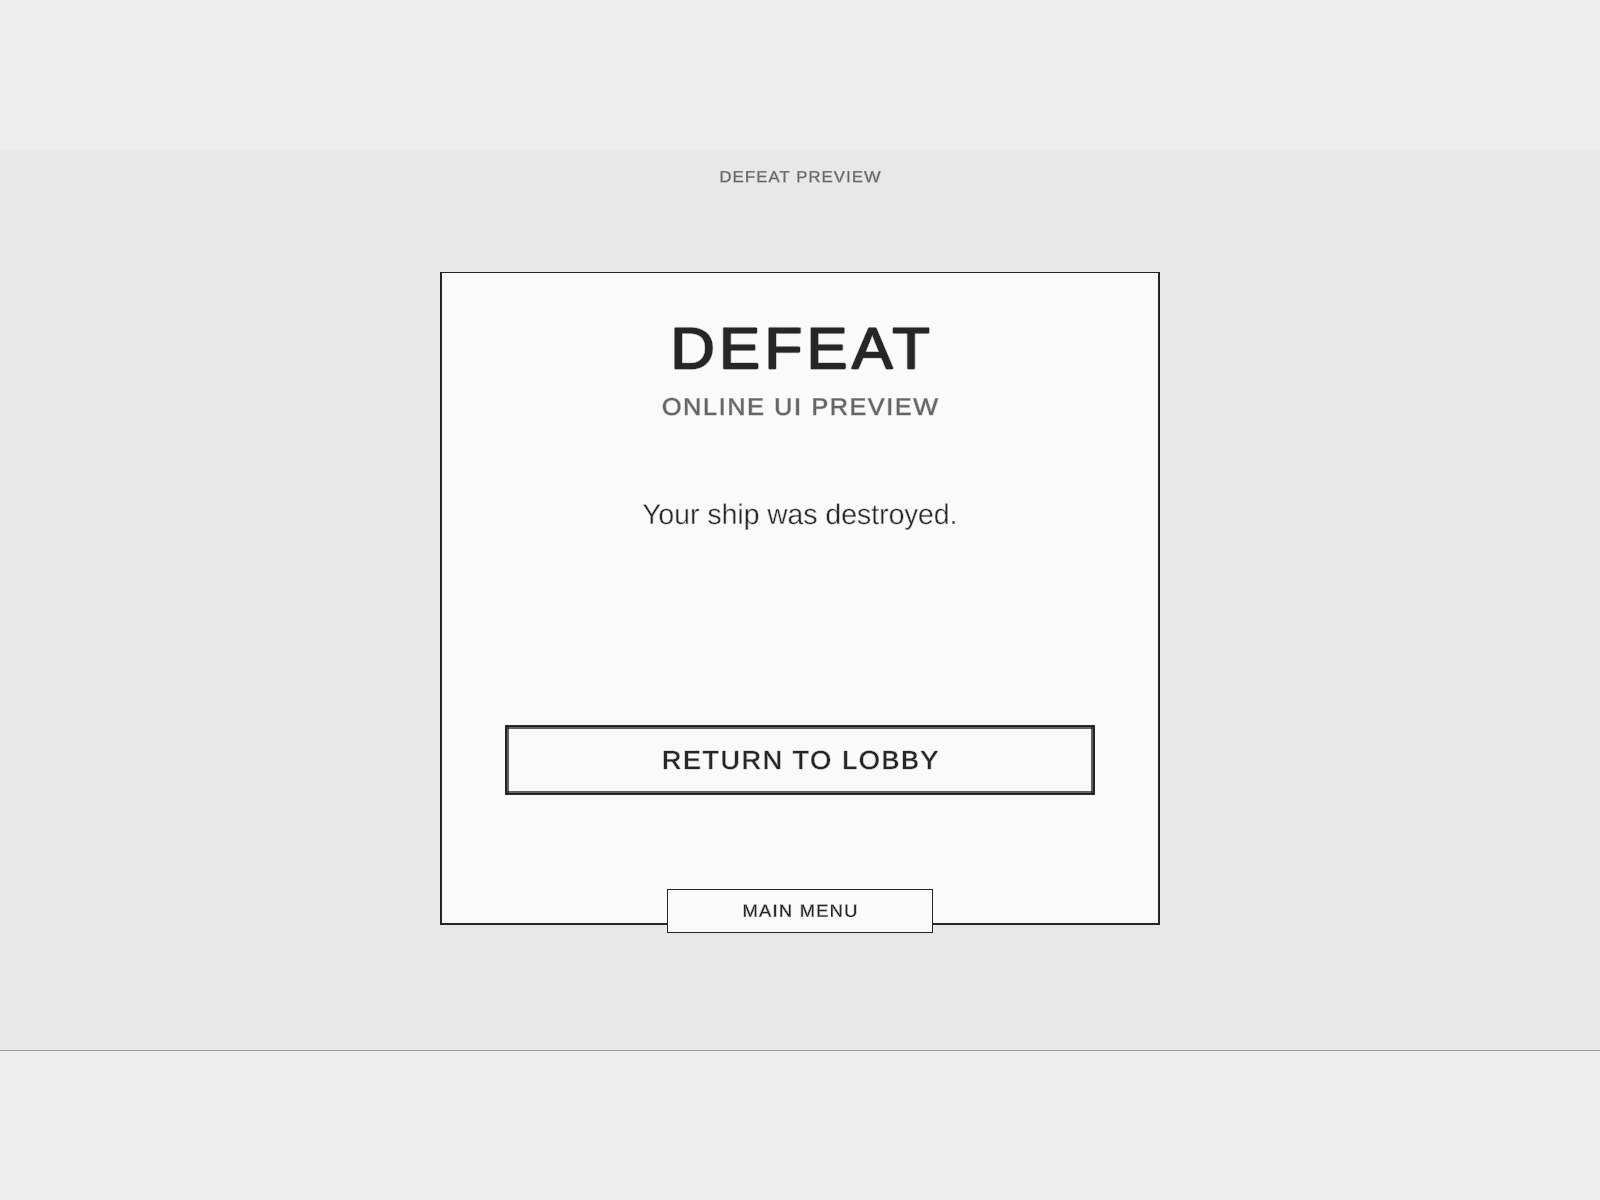 DEFEAT PREVIEW
DEFEAT
ONLINE UI PREVIEW
Your ship was destroyed.
RETURN TO LOBBY
MAIN MENU